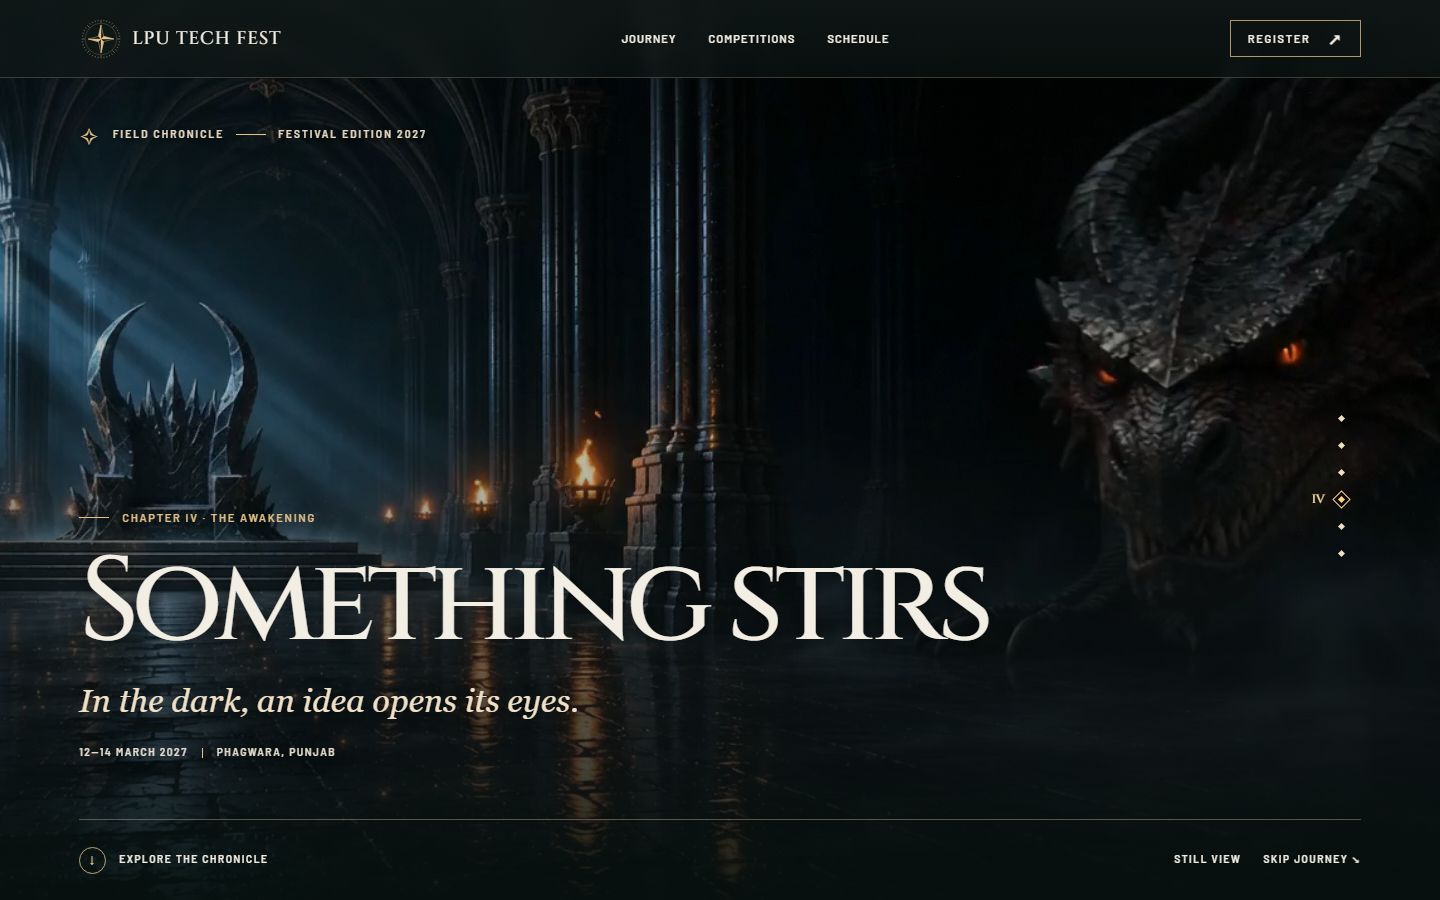 LPU TECH FEST
JOURNEY COMPETITIONS SCHEDULE
REGISTER ↗
FIELD CHRONICLE — FESTIVAL EDITION 2027
IV
CHAPTER IV · THE AWAKENING
SOMETHING STIRS
In the dark, an idea opens its eyes.
12–14 MARCH 2027 | PHAGWARA, PUNJAB
↓ EXPLORE THE CHRONICLE
STILL VIEW SKIP JOURNEY ↘